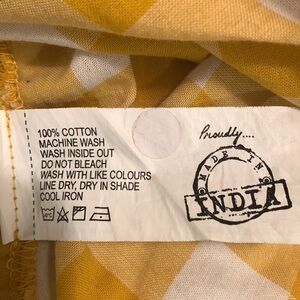 100% COTTON
MACHINE WASH
WASH INSIDE OUT
DO NOT BLEACH
WASH WITH LIKE COLOURS
LINE DRY, DRY IN SHADE
COOL IRON
Proudly....
MADE IN
INDIA